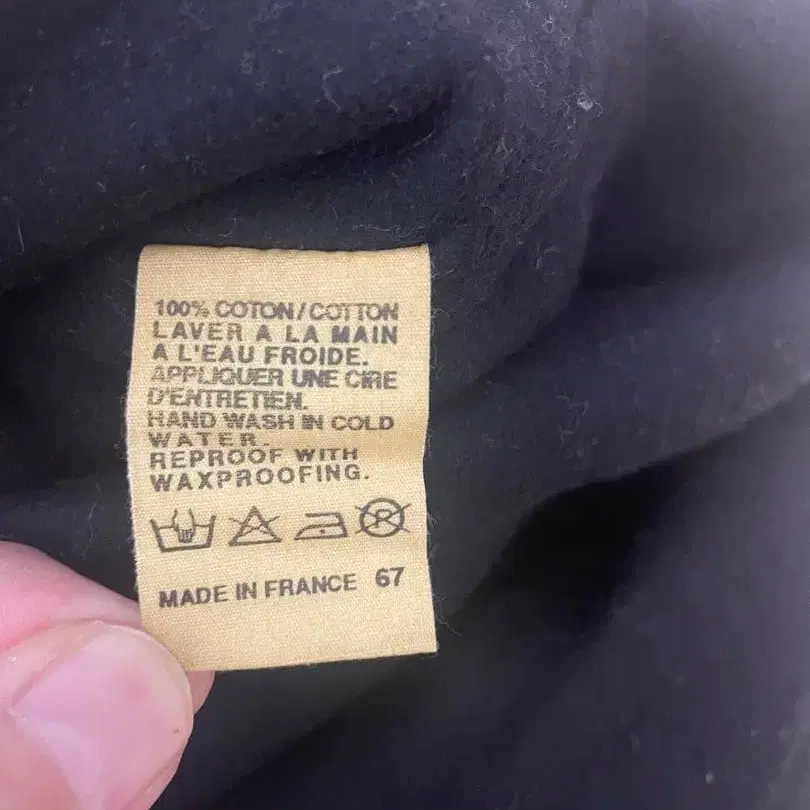 100% COTON/COTTON
LAVER A LA MAIN
A L'EAU FROIDE.
APPLIQUER UNE CIRE
D'ENTRETIEN.
HAND WASH IN COLD
WATER.
REPROOF WITH
WAXPROOFING.
P
MADE IN FRANCE 67